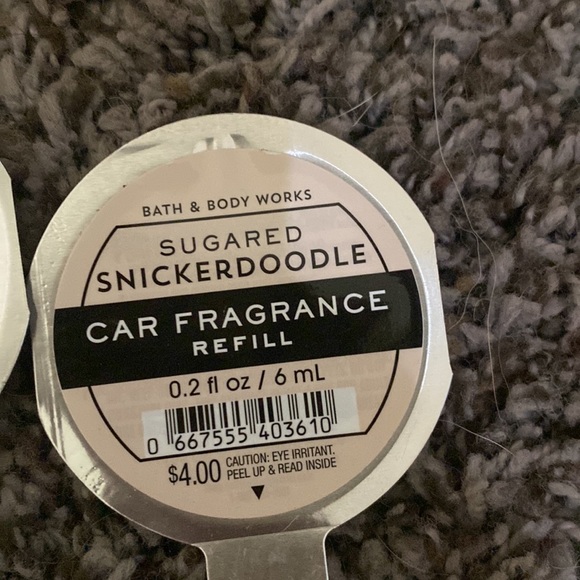 BATH & BODY WORKS
SUGARED
SNICKERDOODLE
CAR FRAGRANCE
REFILL
0.2 fl oz / 6 mL
0 667555 403610
$4.00 CAUTION: EYE IRRITANT.
PEEL UP & READ INSIDE